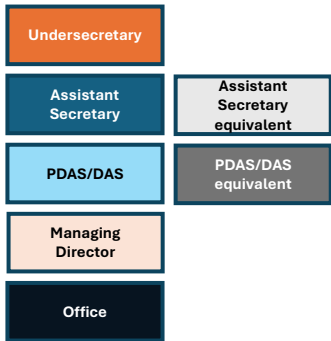 Undersecretary
Assistant
Secretary
Assistant
Secretary
equivalent
PDAS/DAS
PDAS/DAS
equivalent
Managing
Director
Office